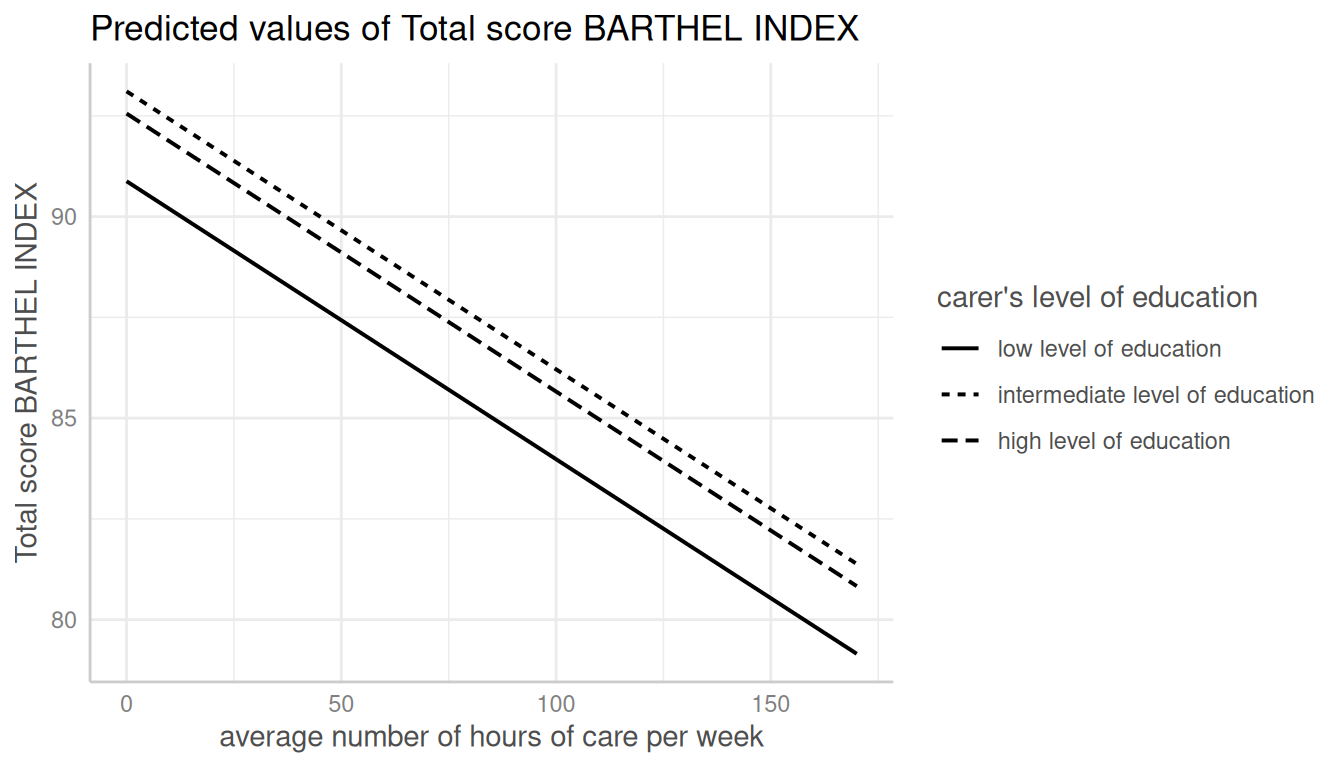 Predicted values of Total score BARTHEL INDEX
Total score BARTHEL INDEX
90
85
80
0 50 100 150
average number of hours of care per week
carer's level of education
low level of education
intermediate level of education
high level of education